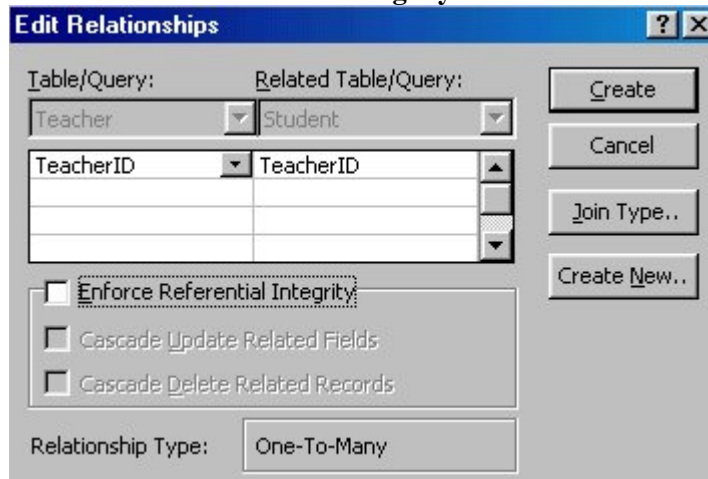 Edit Relationships
Table/Query: Related Table/Query:
Teacher Student
TeacherID TeacherID
Enforce Referential Integrity
Cascade Update Related Fields
Cascade Delete Related Records
Relationship Type: One-To-Many
Create
Cancel
Join Type..
Create New..